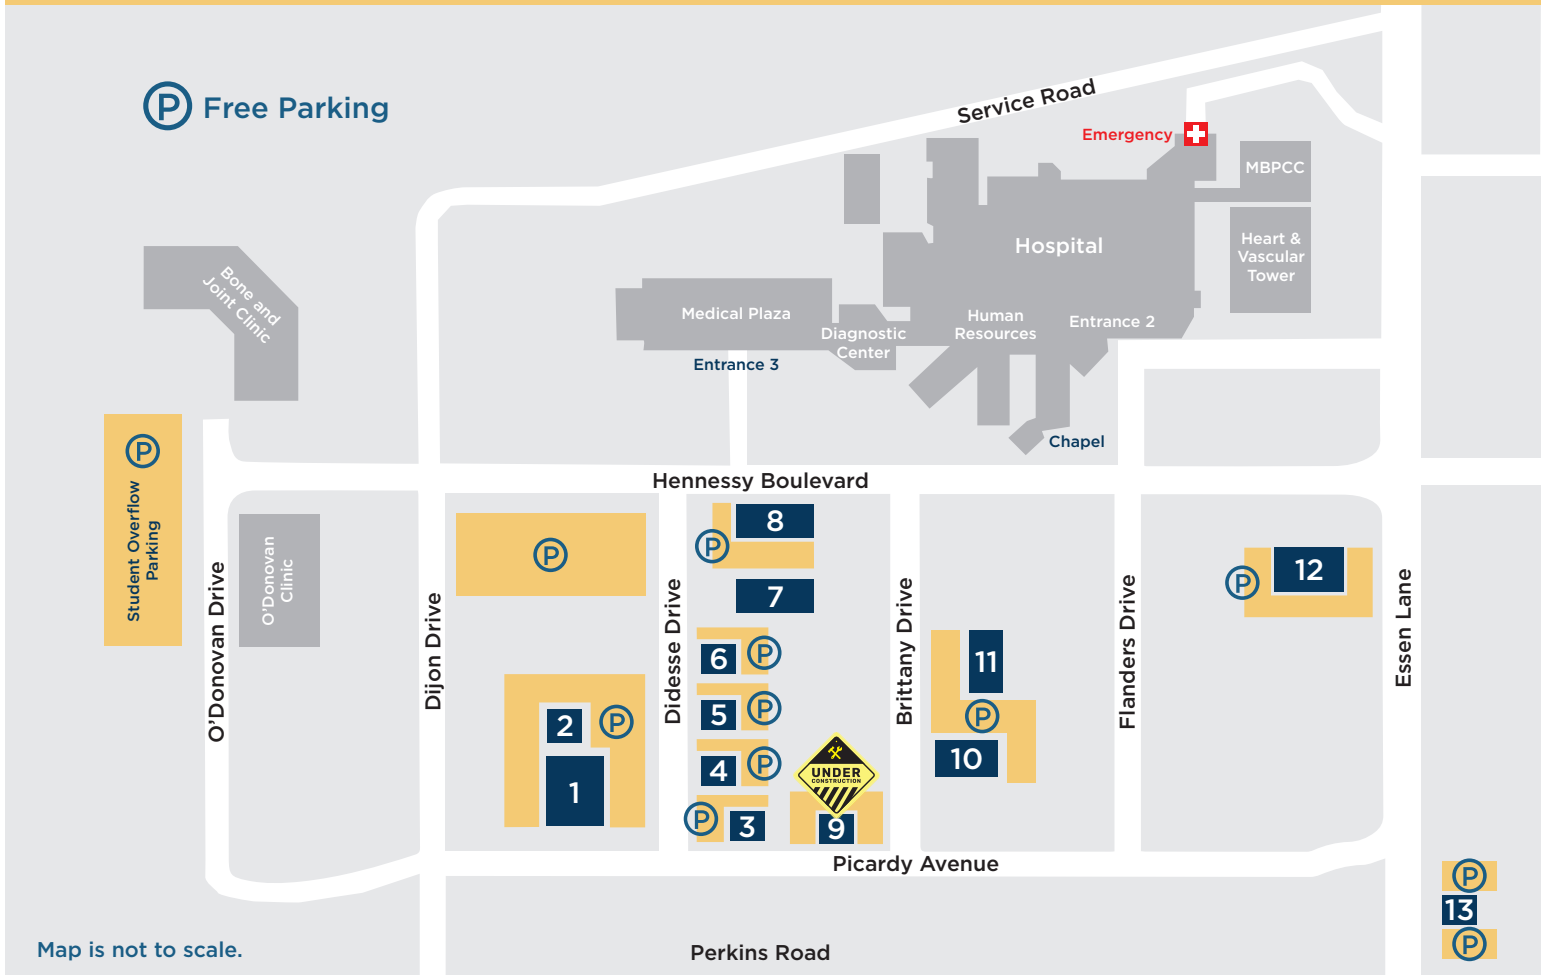 P Free Parking
Service Road
Emergency
MBPCC
Hospital
Heart &
Vascular
Tower
Bone and
Joint Clinic
Medical Plaza
Diagnostic
Center
Human
Resources
Entrance 2
Entrance 3
Chapel
P
Student Overflow
Parking
Hennessy Boulevard
O'Donovan
Clinic
O'Donovan Drive
Dijon Drive
Didesse Drive
Brittany Drive
Flanders Drive
Essen Lane
P
8
P
7
6
P
5
P
4
P
P
3
2
P
1
UNDER
CONSTRUCTION
9
11
P
10
12
P
Picardy Avenue
P
13
P
Map is not to scale.
Perkins Road